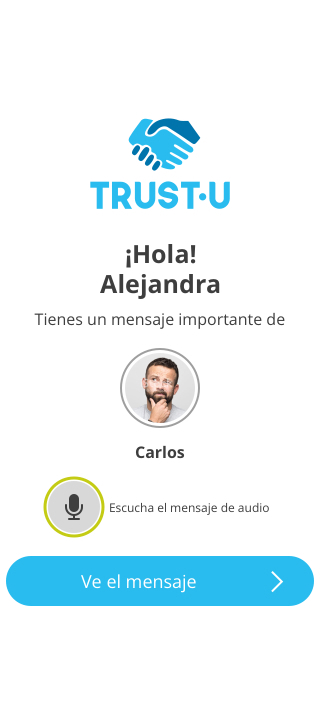 TRUST·U
¡Hola!
Alejandra
Tienes un mensaje importante de
Carlos
Escucha el mensaje de audio
Ve el mensaje